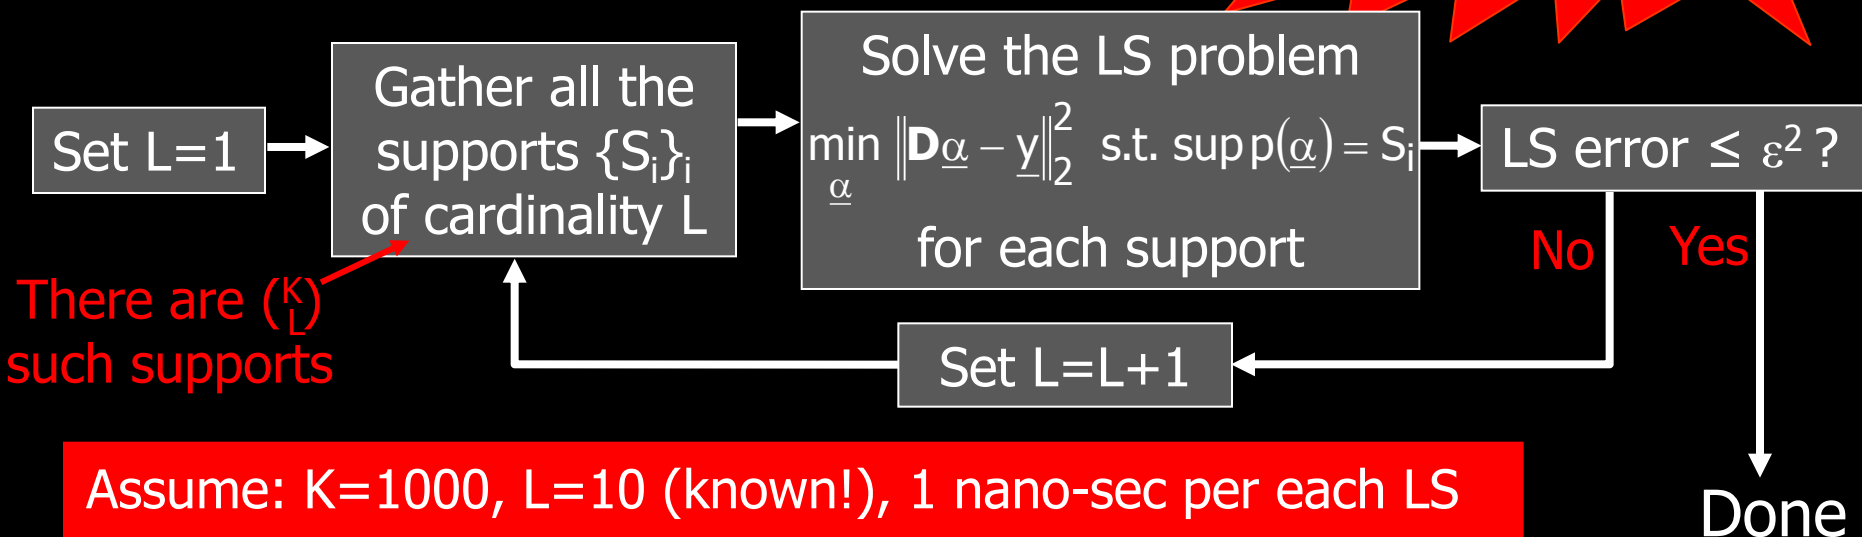 Set L=1
Gather all the
supports {Sᵢ}ᵢ
of cardinality L
There are (ᴷ_L)
such supports
Solve the LS problem
min_α ‖Dα − y‖₂² s.t. supp(α) = Sᵢ
for each support
LS error ≤ ε² ?
No
Yes
Set L=L+1
Assume: K=1000, L=10 (known!), 1 nano-sec per each LS
Done